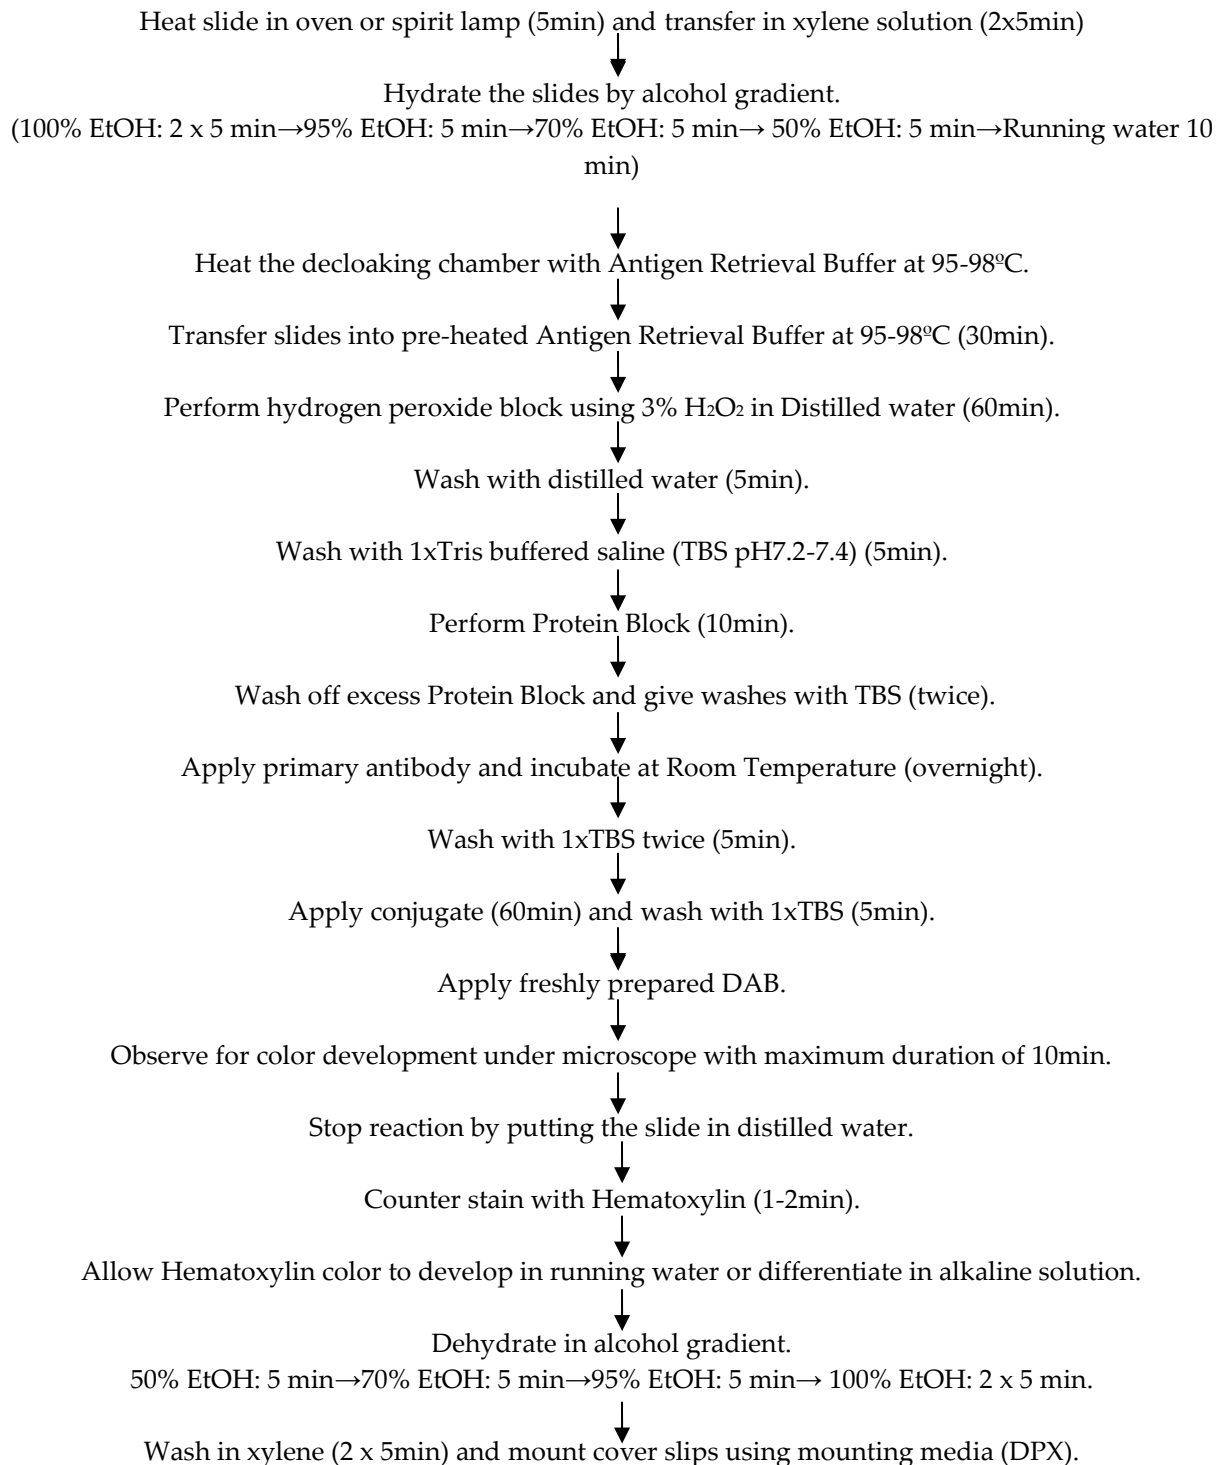 Heat slide in oven or spirit lamp (5min) and transfer in xylene solution (2x5min)
Hydrate the slides by alcohol gradient.
(100% EtOH: 2 x 5 min→95% EtOH: 5 min→70% EtOH: 5 min→ 50% EtOH: 5 min→Running water 10
min)
Heat the decloaking chamber with Antigen Retrieval Buffer at 95-98ºC.
Transfer slides into pre-heated Antigen Retrieval Buffer at 95-98ºC (30min).
Perform hydrogen peroxide block using 3% H₂O₂ in Distilled water (60min).
Wash with distilled water (5min).
Wash with 1xTris buffered saline (TBS pH7.2-7.4) (5min).
Perform Protein Block (10min).
Wash off excess Protein Block and give washes with TBS (twice).
Apply primary antibody and incubate at Room Temperature (overnight).
Wash with 1xTBS twice (5min).
Apply conjugate (60min) and wash with 1xTBS (5min).
Apply freshly prepared DAB.
Observe for color development under microscope with maximum duration of 10min.
Stop reaction by putting the slide in distilled water.
Counter stain with Hematoxylin (1-2min).
Allow Hematoxylin color to develop in running water or differentiate in alkaline solution.
Dehydrate in alcohol gradient.
50% EtOH: 5 min→70% EtOH: 5 min→95% EtOH: 5 min→ 100% EtOH: 2 x 5 min.
Wash in xylene (2 x 5min) and mount cover slips using mounting media (DPX).